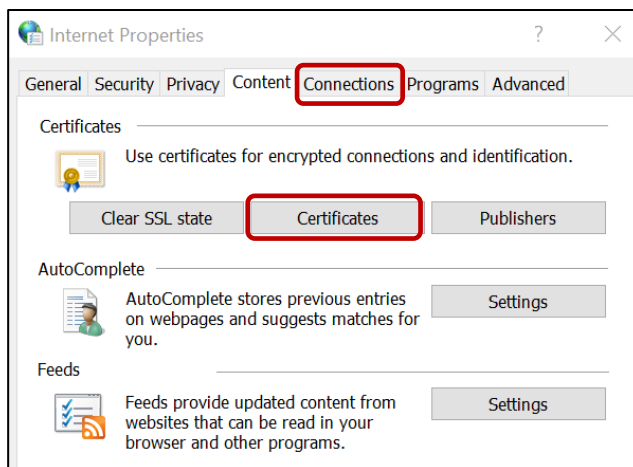 Internet Properties ?
General Security Privacy Content Connections Programs Advanced
Certificates
Use certificates for encrypted connections and identification.
Clear SSL state Certificates Publishers
AutoComplete
AutoComplete stores previous entries
on webpages and suggests matches for
you.
Settings
Feeds
Feeds provide updated content from
websites that can be read in your
browser and other programs.
Settings